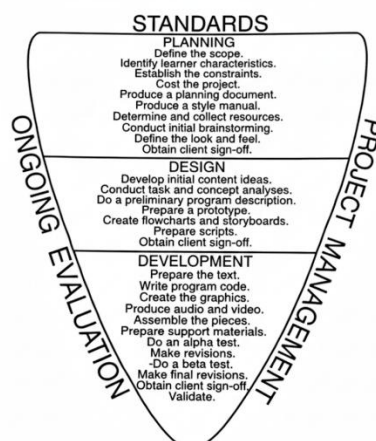 STANDARDS
PLANNING
Define the scope.
Identify learner characteristics.
Establish the constraints.
Cost the project.
Produce a planning document.
Produce a style manual.
Determine and collect resources.
Conduct initial brainstorming.
Define the look and feel.
Obtain client sign-off.
DESIGN
Develop initial content ideas.
Conduct task and concept analyses.
Do a preliminary program description.
Prepare a prototype.
Create flowcharts and storyboards.
Prepare scripts.
Obtain client sign-off.
DEVELOPMENT
Prepare the text.
Write program code.
Create the graphics.
Produce audio and video.
Assemble the pieces.
Prepare support materials.
Do an alpha test.
Make revisions.
-Do a beta test.
Make final revisions.
Obtain client sign-off.
Validate.
ONGOING EVALUATION
PROJECT MANAGEMENT